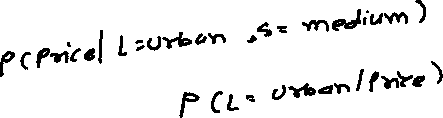 P(Price| L=urban ,S= medium)
P(L= urban/Price)